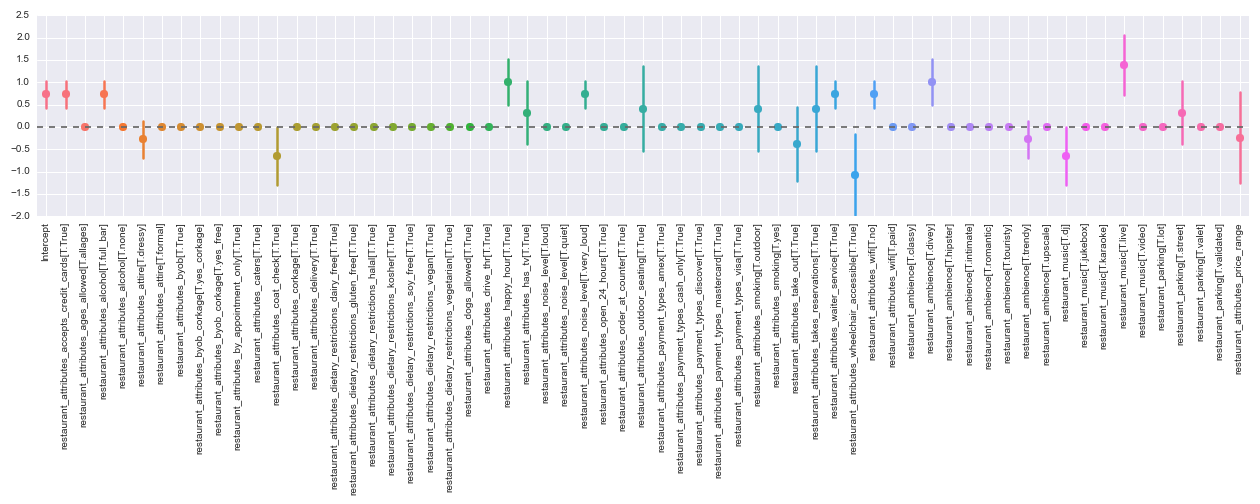 2.5
2.0
1.5
1.0
0.5
0.0
−0.5
−1.0
−1.5
−2.0
Intercept
restaurant_attributes_accepts_credit_cards[T.True]
restaurant_attributes_ages_allowed[T.allages]
restaurant_attributes_alcohol[T.full_bar]
restaurant_attributes_alcohol[T.none]
restaurant_attributes_attire[T.dressy]
restaurant_attributes_attire[T.formal]
restaurant_attributes_byob[T.True]
restaurant_attributes_byob_corkage[T.yes_corkage]
restaurant_attributes_byob_corkage[T.yes_free]
restaurant_attributes_by_appointment_only[T.True]
restaurant_attributes_caters[T.True]
restaurant_attributes_coat_check[T.True]
restaurant_attributes_corkage[T.True]
restaurant_attributes_delivery[T.True]
restaurant_attributes_dietary_restrictions_dairy_free[T.True]
restaurant_attributes_dietary_restrictions_gluten_free[T.True]
restaurant_attributes_dietary_restrictions_halal[T.True]
restaurant_attributes_dietary_restrictions_kosher[T.True]
restaurant_attributes_dietary_restrictions_soy_free[T.True]
restaurant_attributes_dietary_restrictions_vegan[T.True]
restaurant_attributes_dietary_restrictions_vegetarian[T.True]
restaurant_attributes_dogs_allowed[T.True]
restaurant_attributes_drive_thr[T.True]
restaurant_attributes_happy_hour[T.True]
restaurant_attributes_has_tv[T.True]
restaurant_attributes_noise_level[T.loud]
restaurant_attributes_noise_level[T.quiet]
restaurant_attributes_noise_level[T.very_loud]
restaurant_attributes_open_24_hours[T.True]
restaurant_attributes_order_at_counter[T.True]
restaurant_attributes_outdoor_seating[T.True]
restaurant_attributes_payment_types_amex[T.True]
restaurant_attributes_payment_types_cash_only[T.True]
restaurant_attributes_payment_types_discover[T.True]
restaurant_attributes_payment_types_mastercard[T.True]
restaurant_attributes_payment_types_visa[T.True]
restaurant_attributes_smoking[T.outdoor]
restaurant_attributes_smoking[T.yes]
restaurant_attributes_take_out[T.True]
restaurant_attributes_takes_reservations[T.True]
restaurant_attributes_waiter_service[T.True]
restaurant_attributes_wheelchair_accessible[T.True]
restaurant_attributes_wifi[T.no]
restaurant_attributes_wifi[T.paid]
restaurant_ambience[T.classy]
restaurant_ambience[T.divey]
restaurant_ambience[T.hipster]
restaurant_ambience[T.intimate]
restaurant_ambience[T.romantic]
restaurant_ambience[T.touristy]
restaurant_ambience[T.trendy]
restaurant_ambience[T.upscale]
restaurant_music[T.dj]
restaurant_music[T.jukebox]
restaurant_music[T.karaoke]
restaurant_music[T.live]
restaurant_music[T.video]
restaurant_parking[T.lot]
restaurant_parking[T.street]
restaurant_parking[T.valet]
restaurant_parking[T.validated]
restaurant_attributes_price_range